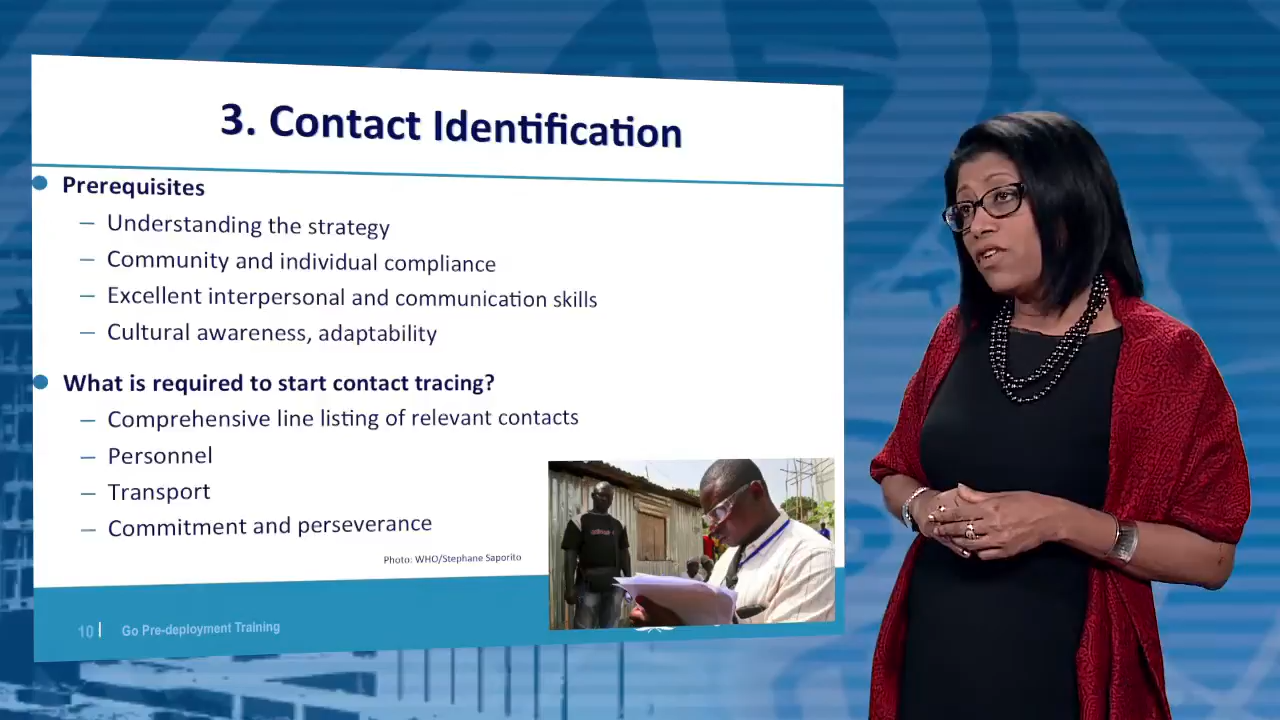 3. Contact Identification
Prerequisites
– Understanding the strategy
– Community and individual compliance
– Excellent interpersonal and communication skills
– Cultural awareness, adaptability
What is required to start contact tracing?
– Comprehensive line listing of relevant contacts
– Personnel
– Transport
– Commitment and perseverance
Photo: WHO/Stephane Saporito
10 | Go Pre-deployment Training